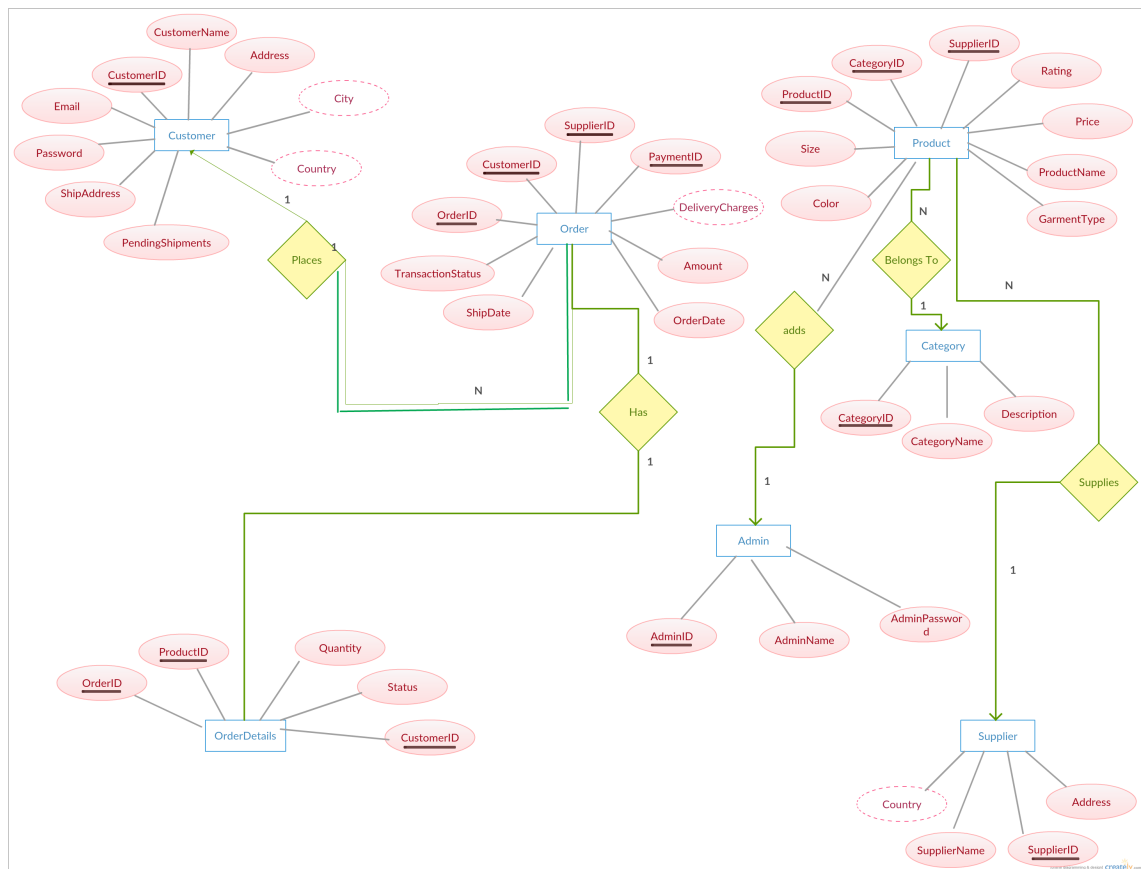 CustomerName
Address
CustomerID
City
Email
Customer
Password
Country
ShipAddress
PendingShipments
1
1
Places
N
SupplierID
CustomerID
PaymentID
DeliveryCharges
OrderID
Order
TransactionStatus
Amount
ShipDate
OrderDate
1
Has
1
SupplierID
CategoryID
Rating
ProductID
Price
Product
Size
ProductName
Color
GarmentType
N
Belongs To
N
N
1
adds
Category
CategoryID
CategoryName
Description
1
Supplies
Admin
1
AdminID
AdminName
AdminPasswor
d
ProductID
Quantity
OrderID
Status
OrderDetails
CustomerID
Supplier
Country
Address
SupplierName
SupplierID
creately